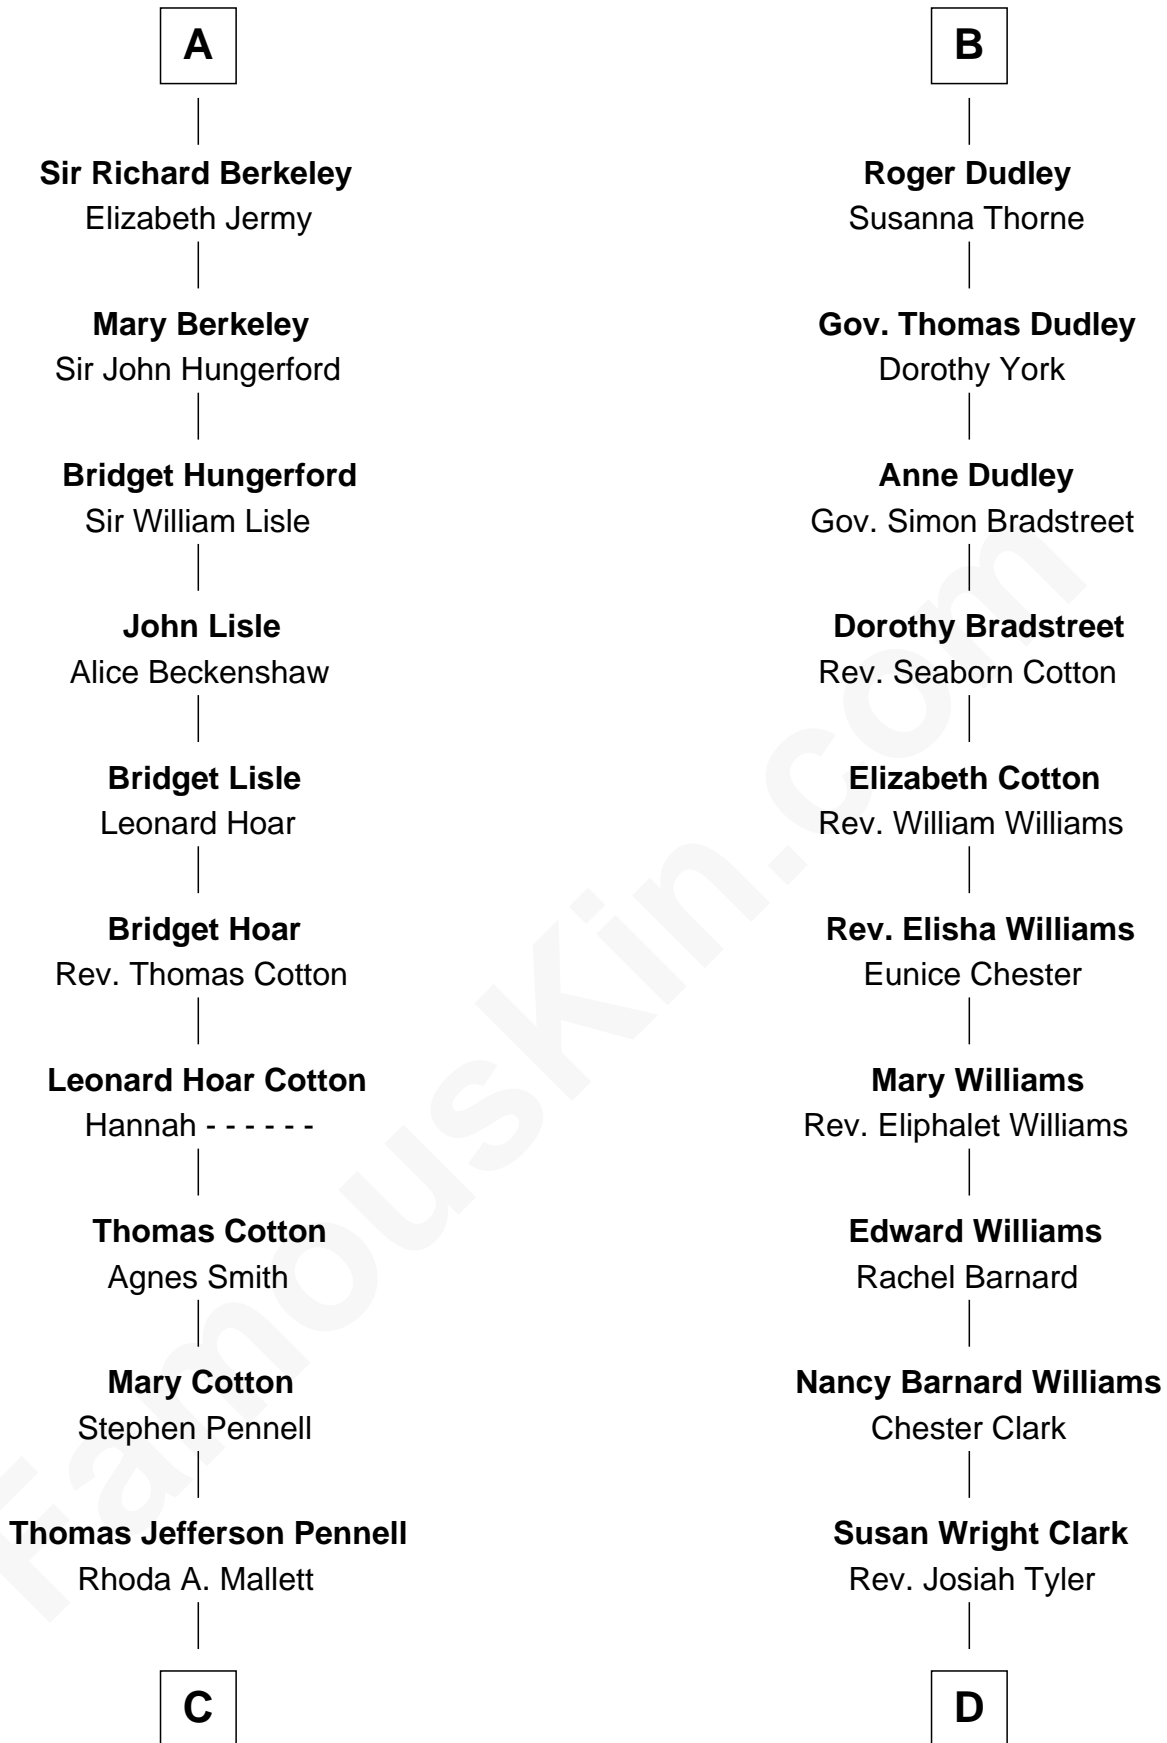 A
Sir Richard Berkeley
Elizabeth Jermy
Mary Berkeley
Sir John Hungerford
Bridget Hungerford
Sir William Lisle
John Lisle
Alice Beckenshaw
Bridget Lisle
Leonard Hoar
Bridget Hoar
Rev. Thomas Cotton
Leonard Hoar Cotton
Hannah - - - - - -
Thomas Cotton
Agnes Smith
Mary Cotton
Stephen Pennell
Thomas Jefferson Pennell
Rhoda A. Mallett
C
B
Roger Dudley
Susanna Thorne
Gov. Thomas Dudley
Dorothy York
Anne Dudley
Gov. Simon Bradstreet
Dorothy Bradstreet
Rev. Seaborn Cotton
Elizabeth Cotton
Rev. William Williams
Rev. Elisha Williams
Eunice Chester
Mary Williams
Rev. Eliphalet Williams
Edward Williams
Rachel Barnard
Nancy Barnard Williams
Chester Clark
Susan Wright Clark
Rev. Josiah Tyler
D
FamousKin.com